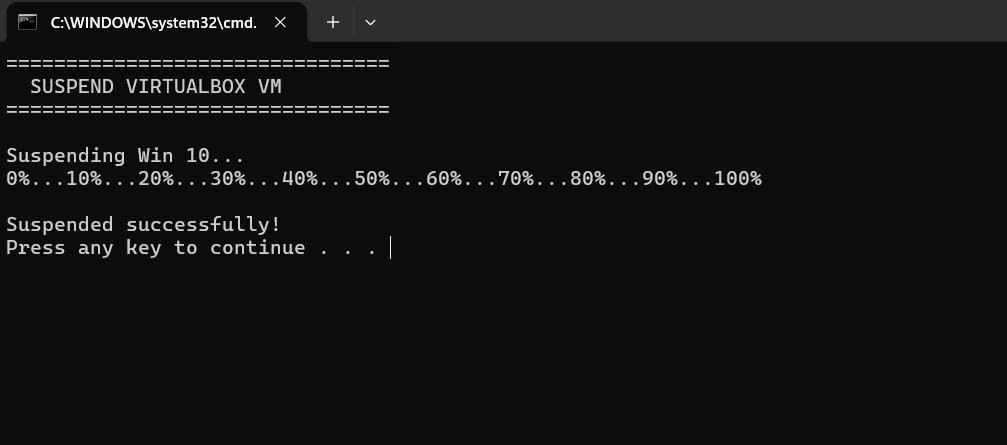 C:\WINDOWS\system32\cmd.
================================
SUSPEND VIRTUALBOX VM
================================
Suspending Win 10...
0%...10%...20%...30%...40%...50%...60%...70%...80%...90%...100%
Suspended successfully!
Press any key to continue . . .